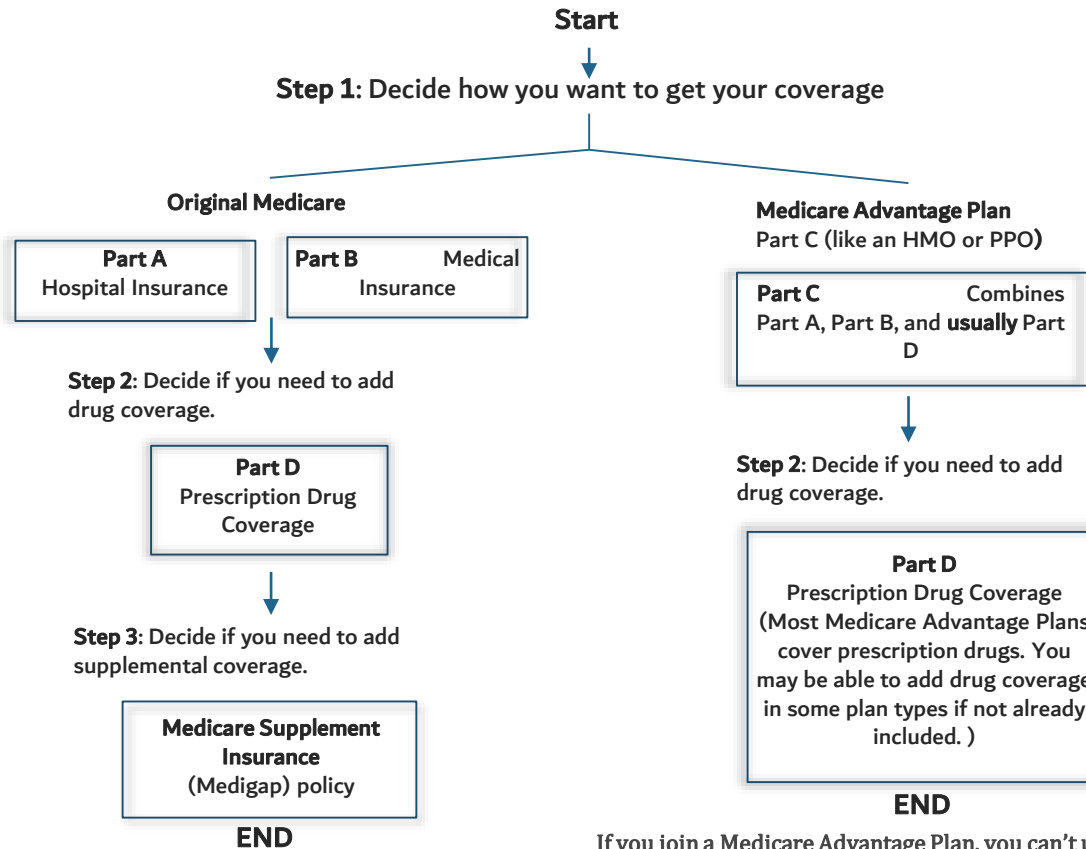 Start
Step 1: Decide how you want to get your coverage
Original Medicare
Part A
Hospital Insurance
Part B Medical
Insurance
Step 2: Decide if you need to add
drug coverage.
Part D
Prescription Drug
Coverage
Step 3: Decide if you need to add
supplemental coverage.
Medicare Supplement
Insurance
(Medigap) policy
END
Medicare Advantage Plan
Part C (like an HMO or PPO)
Part C Combines
Part A, Part B, and usually Part
D
Step 2: Decide if you need to add
drug coverage.
Part D
Prescription Drug Coverage
(Most Medicare Advantage Plans
cover prescription drugs. You
may be able to add drug coverage
in some plan types if not already
included. )
END
If you join a Medicare Advantage Plan, you can't